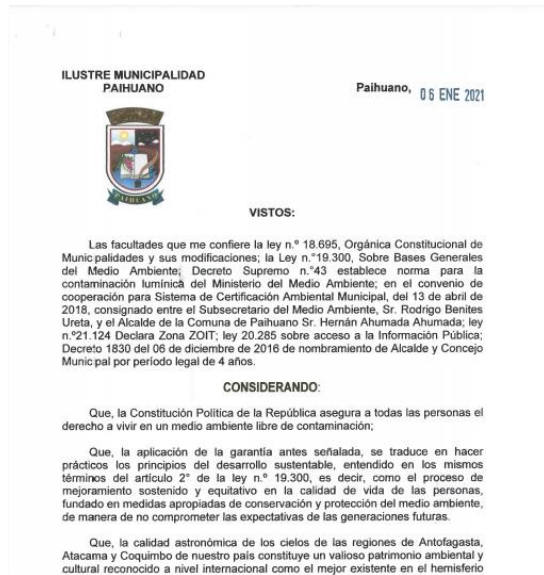 ILUSTRE MUNICIPALIDAD
PAIHUANO
Paihuano, 06 ENE 2021
PAIHUANO
VISTOS:
Las facultades que me confiere la ley n.º 18.695, Orgánica Constitucional de
Municipalidades y sus modificaciones; la Ley n.°19.300, Sobre Bases Generales
del Medio Ambiente; Decreto Supremo n.°43 establece norma para la
contaminación lumínica del Ministerio del Medio Ambiente; en el convenio de
cooperación para Sistema de Certificación Ambiental Municipal, del 13 de abril de
2018, consignado entre el Subsecretario del Medio Ambiente, Sr. Rodrigo Benites
Ureta, y el Alcalde de la Comuna de Paihuano Sr. Hernán Ahumada Ahumada; ley
n.º21.124 Declara Zona ZOIT; ley 20.285 sobre acceso a la Información Pública;
Decreto 1830 del 06 de diciembre de 2016 de nombramiento de Alcalde y Concejo
Municipal por período legal de 4 años.
CONSIDERANDO:
Que, la Constitución Política de la República asegura a todas las personas el
derecho a vivir en un medio ambiente libre de contaminación;
Que, la aplicación de la garantía antes señalada, se traduce en hacer
prácticos los principios del desarrollo sustentable, entendido en los mismos
términos del artículo 2° de la ley n.º 19.300, es decir, como el proceso de
mejoramiento sostenido y equitativo en la calidad de vida de las personas,
fundado en medidas apropiadas de conservación y protección del medio ambiente,
de manera de no comprometer las expectativas de las generaciones futuras.
Que, la calidad astronómica de los cielos de las regiones de Antofagasta,
Atacama y Coquimbo de nuestro país constituye un valioso patrimonio ambiental y
cultural reconocido a nivel internacional como el mejor existente en el hemisferio